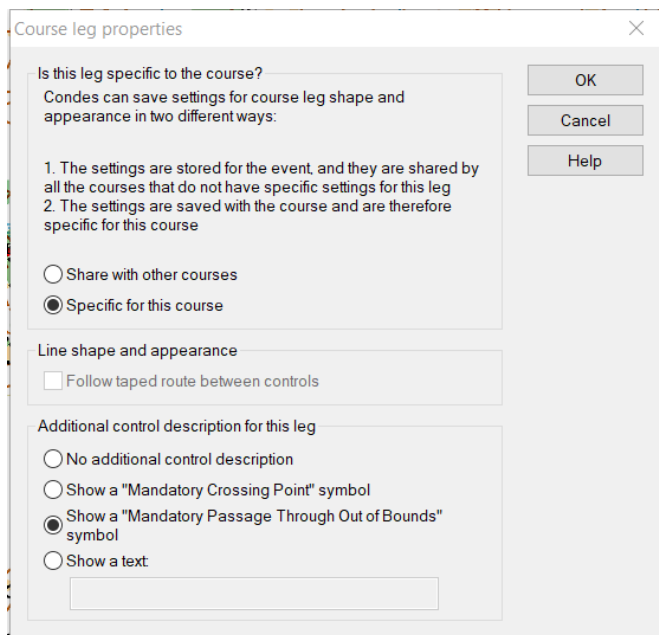 Course leg properties
Is this leg specific to the course?
Condes can save settings for course leg shape and
appearance in two different ways:
1. The settings are stored for the event, and they are shared by
all the courses that do not have specific settings for this leg
2. The settings are saved with the course and are therefore
specific for this course
Share with other courses
Specific for this course
OK
Cancel
Help
Line shape and appearance
Follow taped route between controls
Additional control description for this leg
No additional control description
Show a "Mandatory Crossing Point" symbol
Show a "Mandatory Passage Through Out of Bounds"
symbol
Show a text: